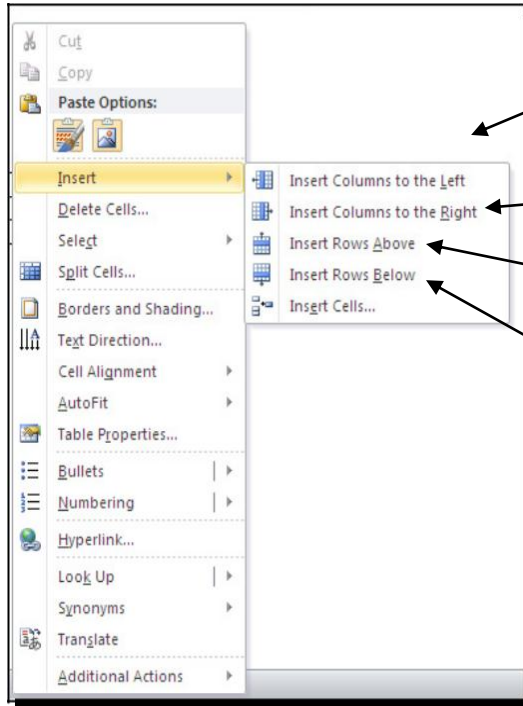 Cut
Copy
Paste Options:
Insert
Delete Cells...
Select
Split Cells...
Borders and Shading...
Text Direction...
Cell Alignment
AutoFit
Table Properties...
Bullets
Numbering
Hyperlink...
Look Up
Synonyms
Translate
Additional Actions
Insert Columns to the Left
Insert Columns to the Right
Insert Rows Above
Insert Rows Below
Insert Cells...